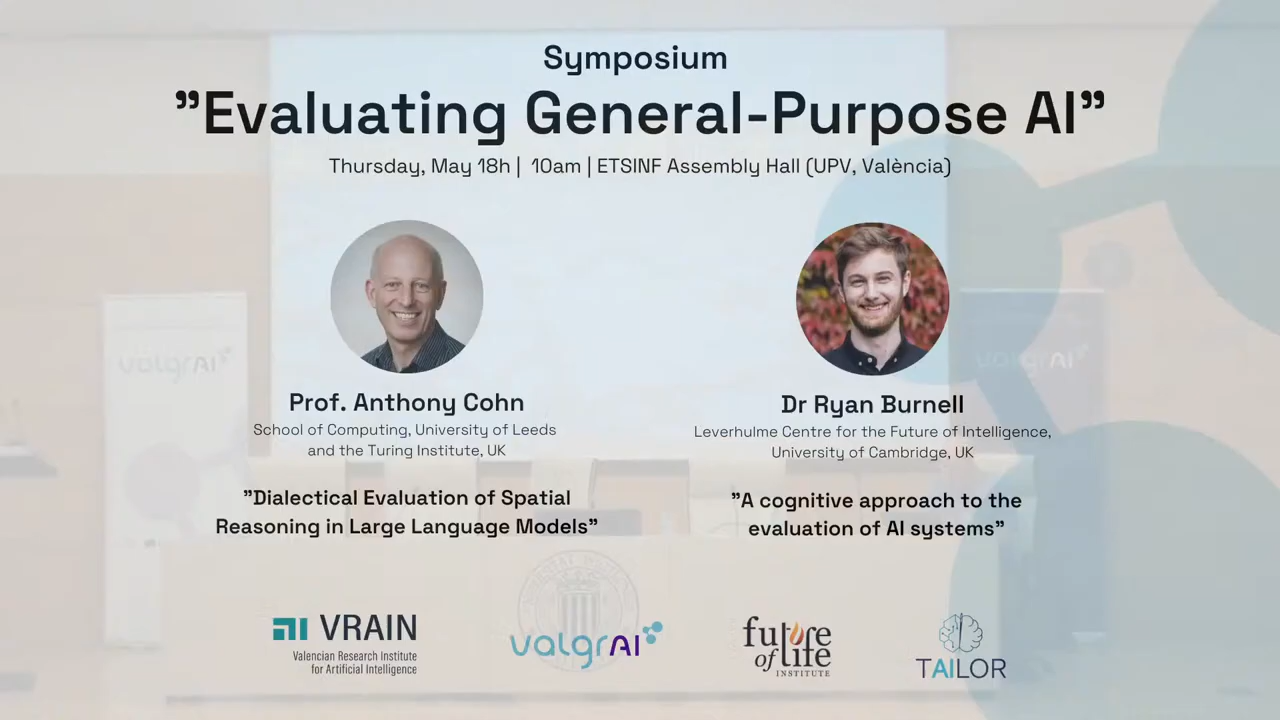 Symposium
”Evaluating General-Purpose AI”
Thursday, May 18h | 10am | ETSINF Assembly Hall (UPV, València)
Prof. Anthony Cohn
School of Computing, University of Leeds
and the Turing Institute, UK
”Dialectical Evaluation of Spatial
Reasoning in Large Language Models”
Dr Ryan Burnell
Leverhulme Centre for the Future of Intelligence,
University of Cambridge, UK
”A cognitive approach to the
evaluation of AI systems”
valgrAI
valgrAI
VRAIN
Valencian Research Institute
for Artificial Intelligence
valgrAI
future
of life
INSTITUTE
TAILOR